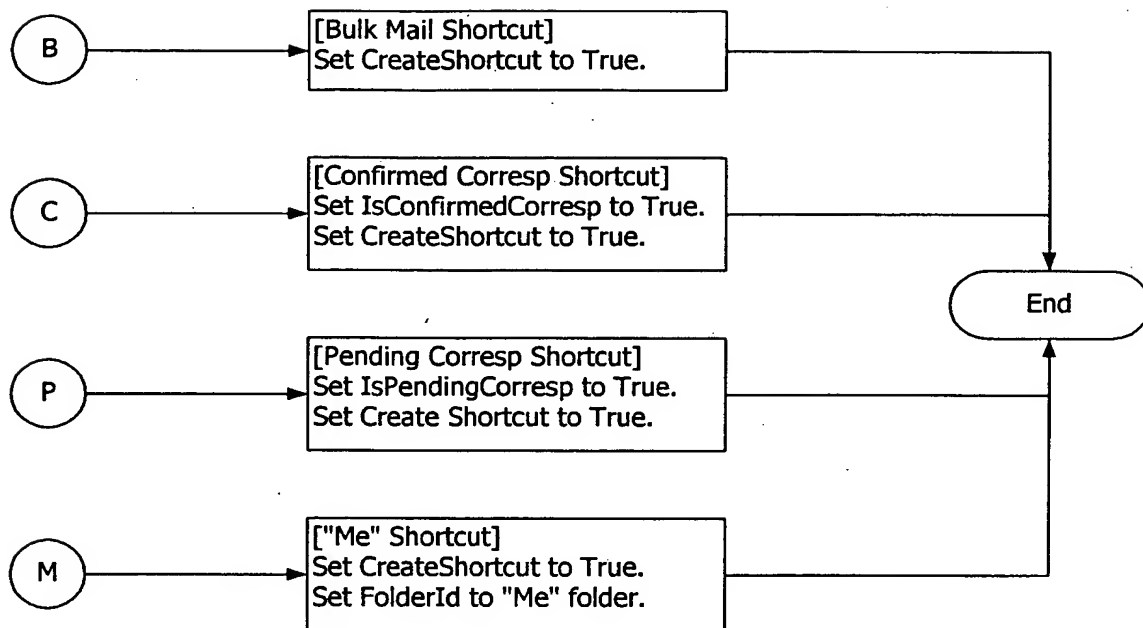 B
[Bulk Mail Shortcut]
Set CreateShortcut to True.
C
[Confirmed Corresp Shortcut]
Set IsConfirmedCorresp to True.
Set CreateShortcut to True.
End
P
[Pending Corresp Shortcut]
Set IsPendingCorresp to True.
Set Create Shortcut to True.
M
["Me" Shortcut]
Set CreateShortcut to True.
Set FolderId to "Me" folder.